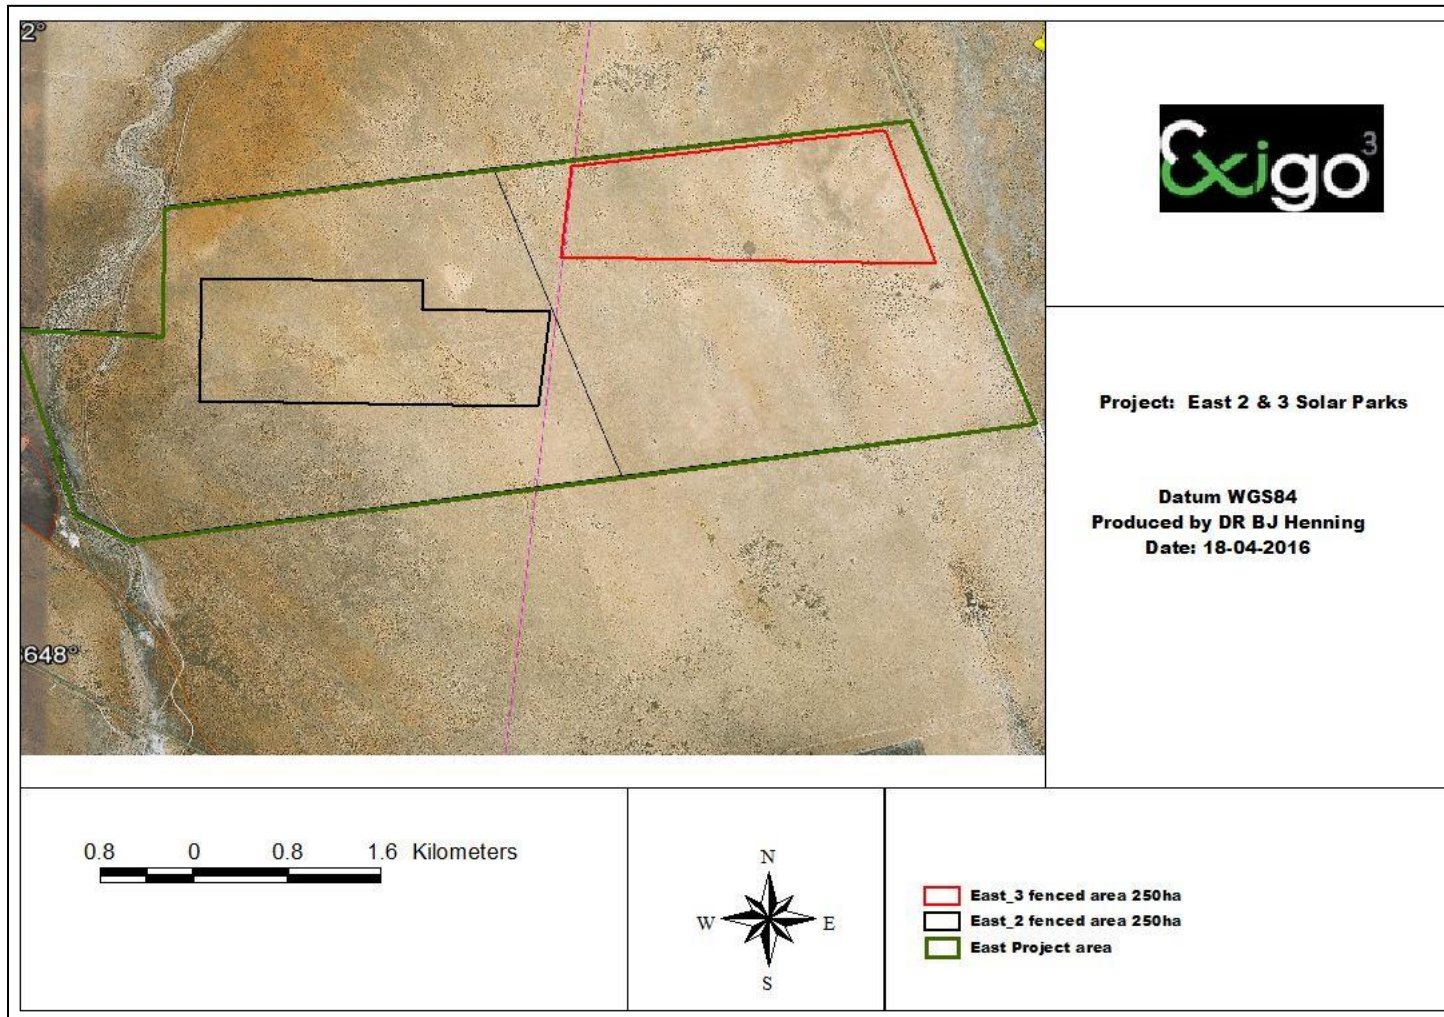 2°
648°
Exigo³
Project: East 2 & 3 Solar Parks
Datum WGS84
Produced by DR BJ Henning
Date: 18-04-2016
0.8 0 0.8 1.6 Kilometers
N
W E
S
East_3 fenced area 250ha
East_2 fenced area 250ha
East Project area